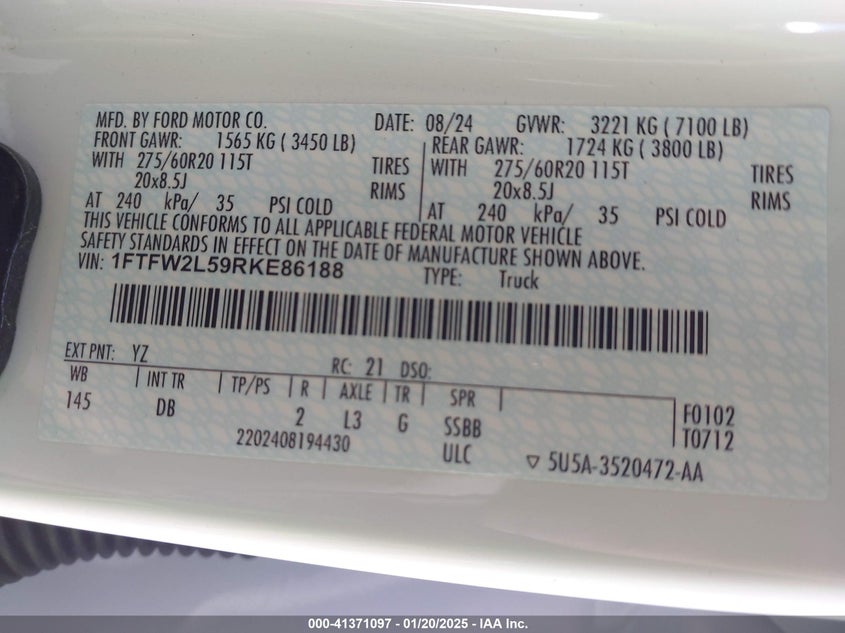 MFD. BY FORD MOTOR CO. DATE: 08/24 GVWR: 3221 KG ( 7100 LB)
FRONT GAWR: 1565 KG ( 3450 LB) REAR GAWR: 1724 KG ( 3800 LB)
WITH 275/60R20 115T TIRES WITH 275/60R20 115T TIRES
20x8.5J RIMS 20x8.5J RIMS
AT 240 kPa/ 35 PSI COLD AT 240 kPa/ 35 PSI COLD
THIS VEHICLE CONFORMS TO ALL APPLICABLE FEDERAL MOTOR VEHICLE
SAFETY STANDARDS IN EFFECT ON THE DATE OF MANUFACTURE SHOWN ABOVE.
VIN: 1FTFW2L59RKE86188 TYPE: Truck
EXT PNT: YZ RC: 21 DSO:
WB INT TR TP/PS R AXLE TR SPR
145 DB 2 L3 G SSBB F0102
2202408194430 ULC T0712
▽ 5U5A-3520472-AA
000-41371097 - 01/20/2025 - IAA Inc.